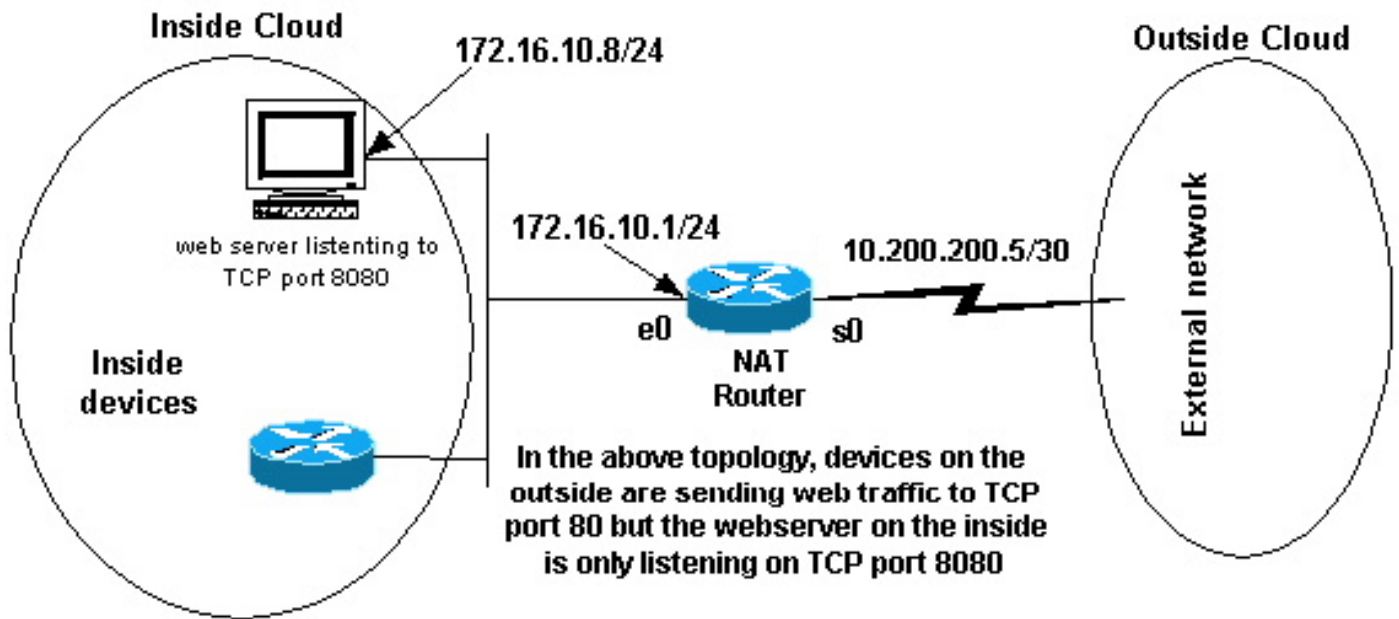 Inside Cloud
172.16.10.8/24
Outside Cloud
172.16.10.1/24
10.200.200.5/30
web server listenting to
TCP port 8080
e0
s0
NAT
Router
External network
Inside
devices
In the above topology, devices on the
outside are sending web traffic to TCP
port 80 but the webserver on the inside
is only listening on TCP port 8080